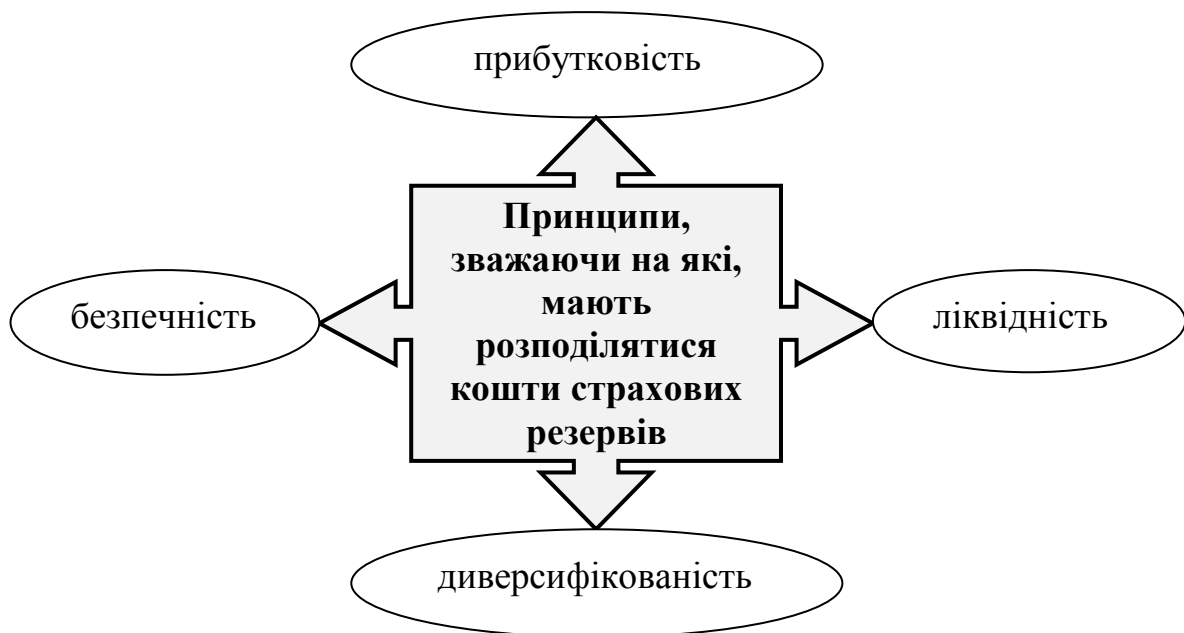 прибутковість
Принципи,
зважаючи на які,
мають
розподілятися
кошти страхових
резервів
безпечність
ліквідність
диверсифікованість